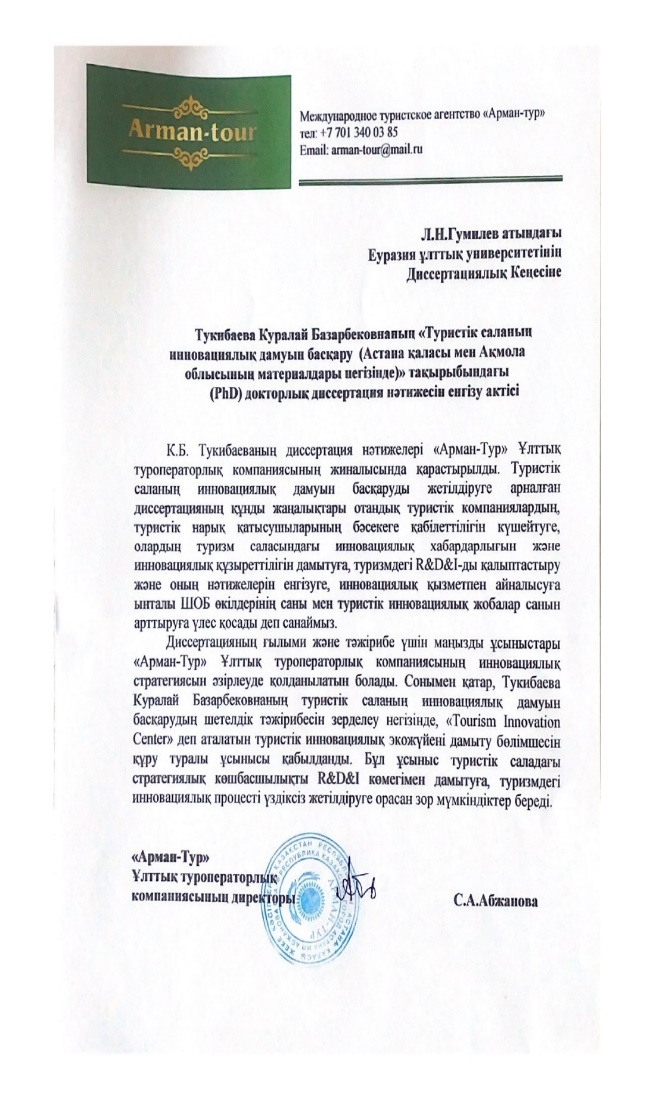 Arman-tour
Международное туристское агентство «Арман-тур»
тел: +7 701 340 03 85
Email: arman-tour@mail.ru
Л.Н.Гумилев атындағы
Еуразия ұлттық университетінің
Диссертациялық Кеңесіне
Тукибаева Куралай Базарбековнаның «Туристік саланың
инновациялық дамуын басқару (Астана қаласы мен Ақмола
облысының материалдары негізінде)» тақырыбындағы
(PhD) докторлық диссертация нәтижесін енгізу актісі
К.Б. Тукибаеваның диссертация нәтижелері «Арман-Тур» Ұлттық
туроператорлық компаниясының жиналысында қарастырылды. Туристік
саланың инновациялық дамуын басқаруды жетілдіруге арналған
диссертацияның құнды жаңалықтары отандық туристік компаниялардың,
туристік нарық қатысушыларының бәсекеге қабілеттілігін күшейтуге,
олардың туризм саласындағы инновациялық хабардарлығын және
инновациялық құзыреттілігін дамытуға, туризмдегі R&D&I-ды қалыптастыру
және оның нәтижелерін енгізуге, инновациялық қызметпен айналысуға
ынталы ШОБ өкілдерінің саны мен туристік инновациялық жобалар санын
арттыруға үлес қосады деп санаймыз.
Диссертацияның ғылыми және тәжірибе үшін маңызды ұсыныстары
«Арман-Тур» Ұлттық туроператорлық компаниясының инновациялық
стратегиясын әзірлеуде қолданылатын болады. Сонымен қатар, Тукибаева
Куралай Базарбековнаның туристік саланың инновациялық дамуын
басқарудың шетелдік тәжірибесін зерделеу негізінде, «Tourism Innovation
Center» деп аталатын туристік инновациялық экожүйені дамыту бөлімшесін
құру туралы ұсынысы қабылданды. Бұл ұсыныс туристік саладағы
стратегиялық көшбасшылықты R&D&I көмегімен дамытуға, туризмдегі
инновациялық процесті үздіксіз жетілдіруге орасан зор мүмкіндіктер береді.
«Арман-Тур»
Ұлттық туроператорлық
компаниясының директоры
С.А.Абжанова